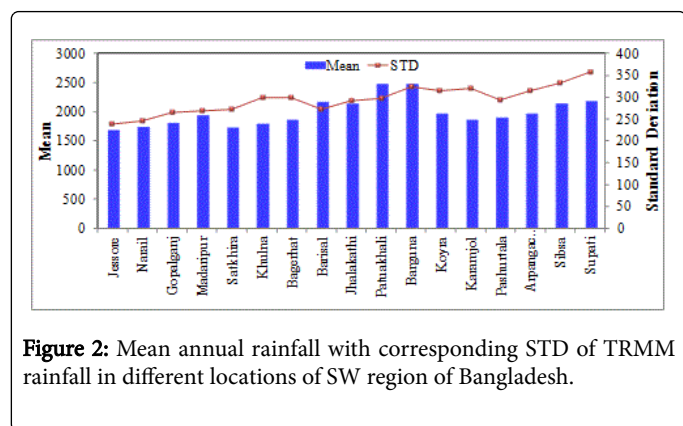 3000
2500
2000
1500
1000
500
0
Mean
Mean STD
400
350
300
250
200
150
100
50
0
Standard Deviation
Jessore
Narail
Gopalganj
Madaripur
Satkhira
Khulna
Bagerhat
Barisal
Jhalakathi
Patuakhali
Barguna
Koyra
Karamjol
Pashurtala
Arpangac...
Sibsa
Supati
Figure 2: Mean annual rainfall with corresponding STD of TRMM
rainfall in different locations of SW region of Bangladesh.